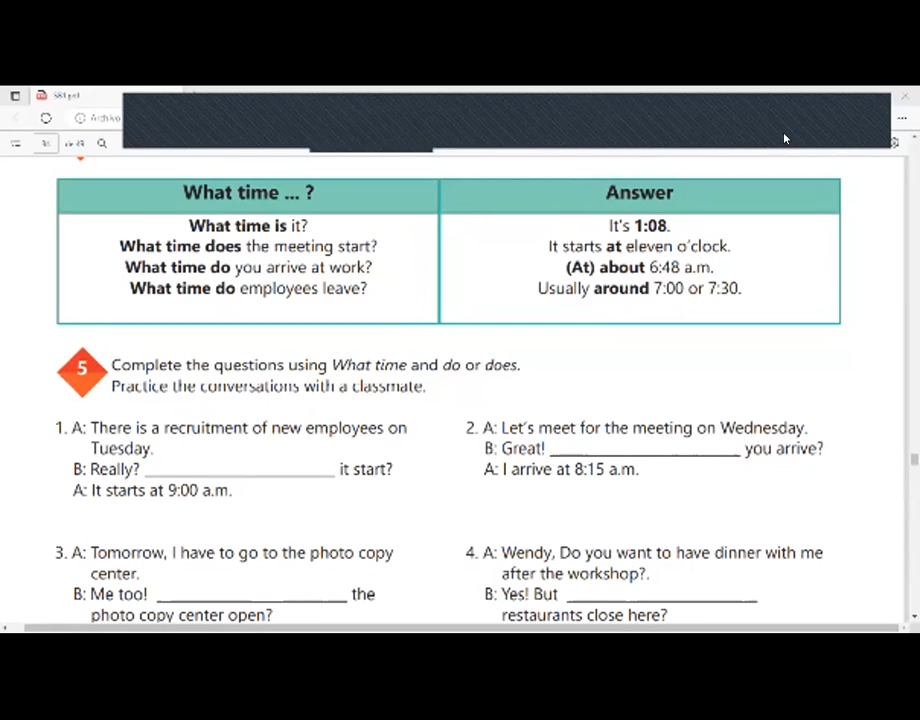 Archivo
What time ... ?
Answer
What time is it?
It's 1:08.
What time does the meeting start?
It starts at eleven o'clock.
What time do you arrive at work?
(At) about 6:48 a.m.
What time do employees leave?
Usually around 7:00 or 7:30.
5
Complete the questions using What time and do or does.
Practice the conversations with a classmate.
1. A: There is a recruitment of new employees on
Tuesday.
B: Really? ____________________ it start?
A: It starts at 9:00 a.m.
2. A: Let's meet for the meeting on Wednesday.
B: Great! ____________________ you arrive?
A: I arrive at 8:15 a.m.
3. A: Tomorrow, I have to go to the photo copy
center.
B: Me too! ____________________ the
photo copy center open?
4. A: Wendy, Do you want to have dinner with me
after the workshop?.
B: Yes! But ____________________
restaurants close here?